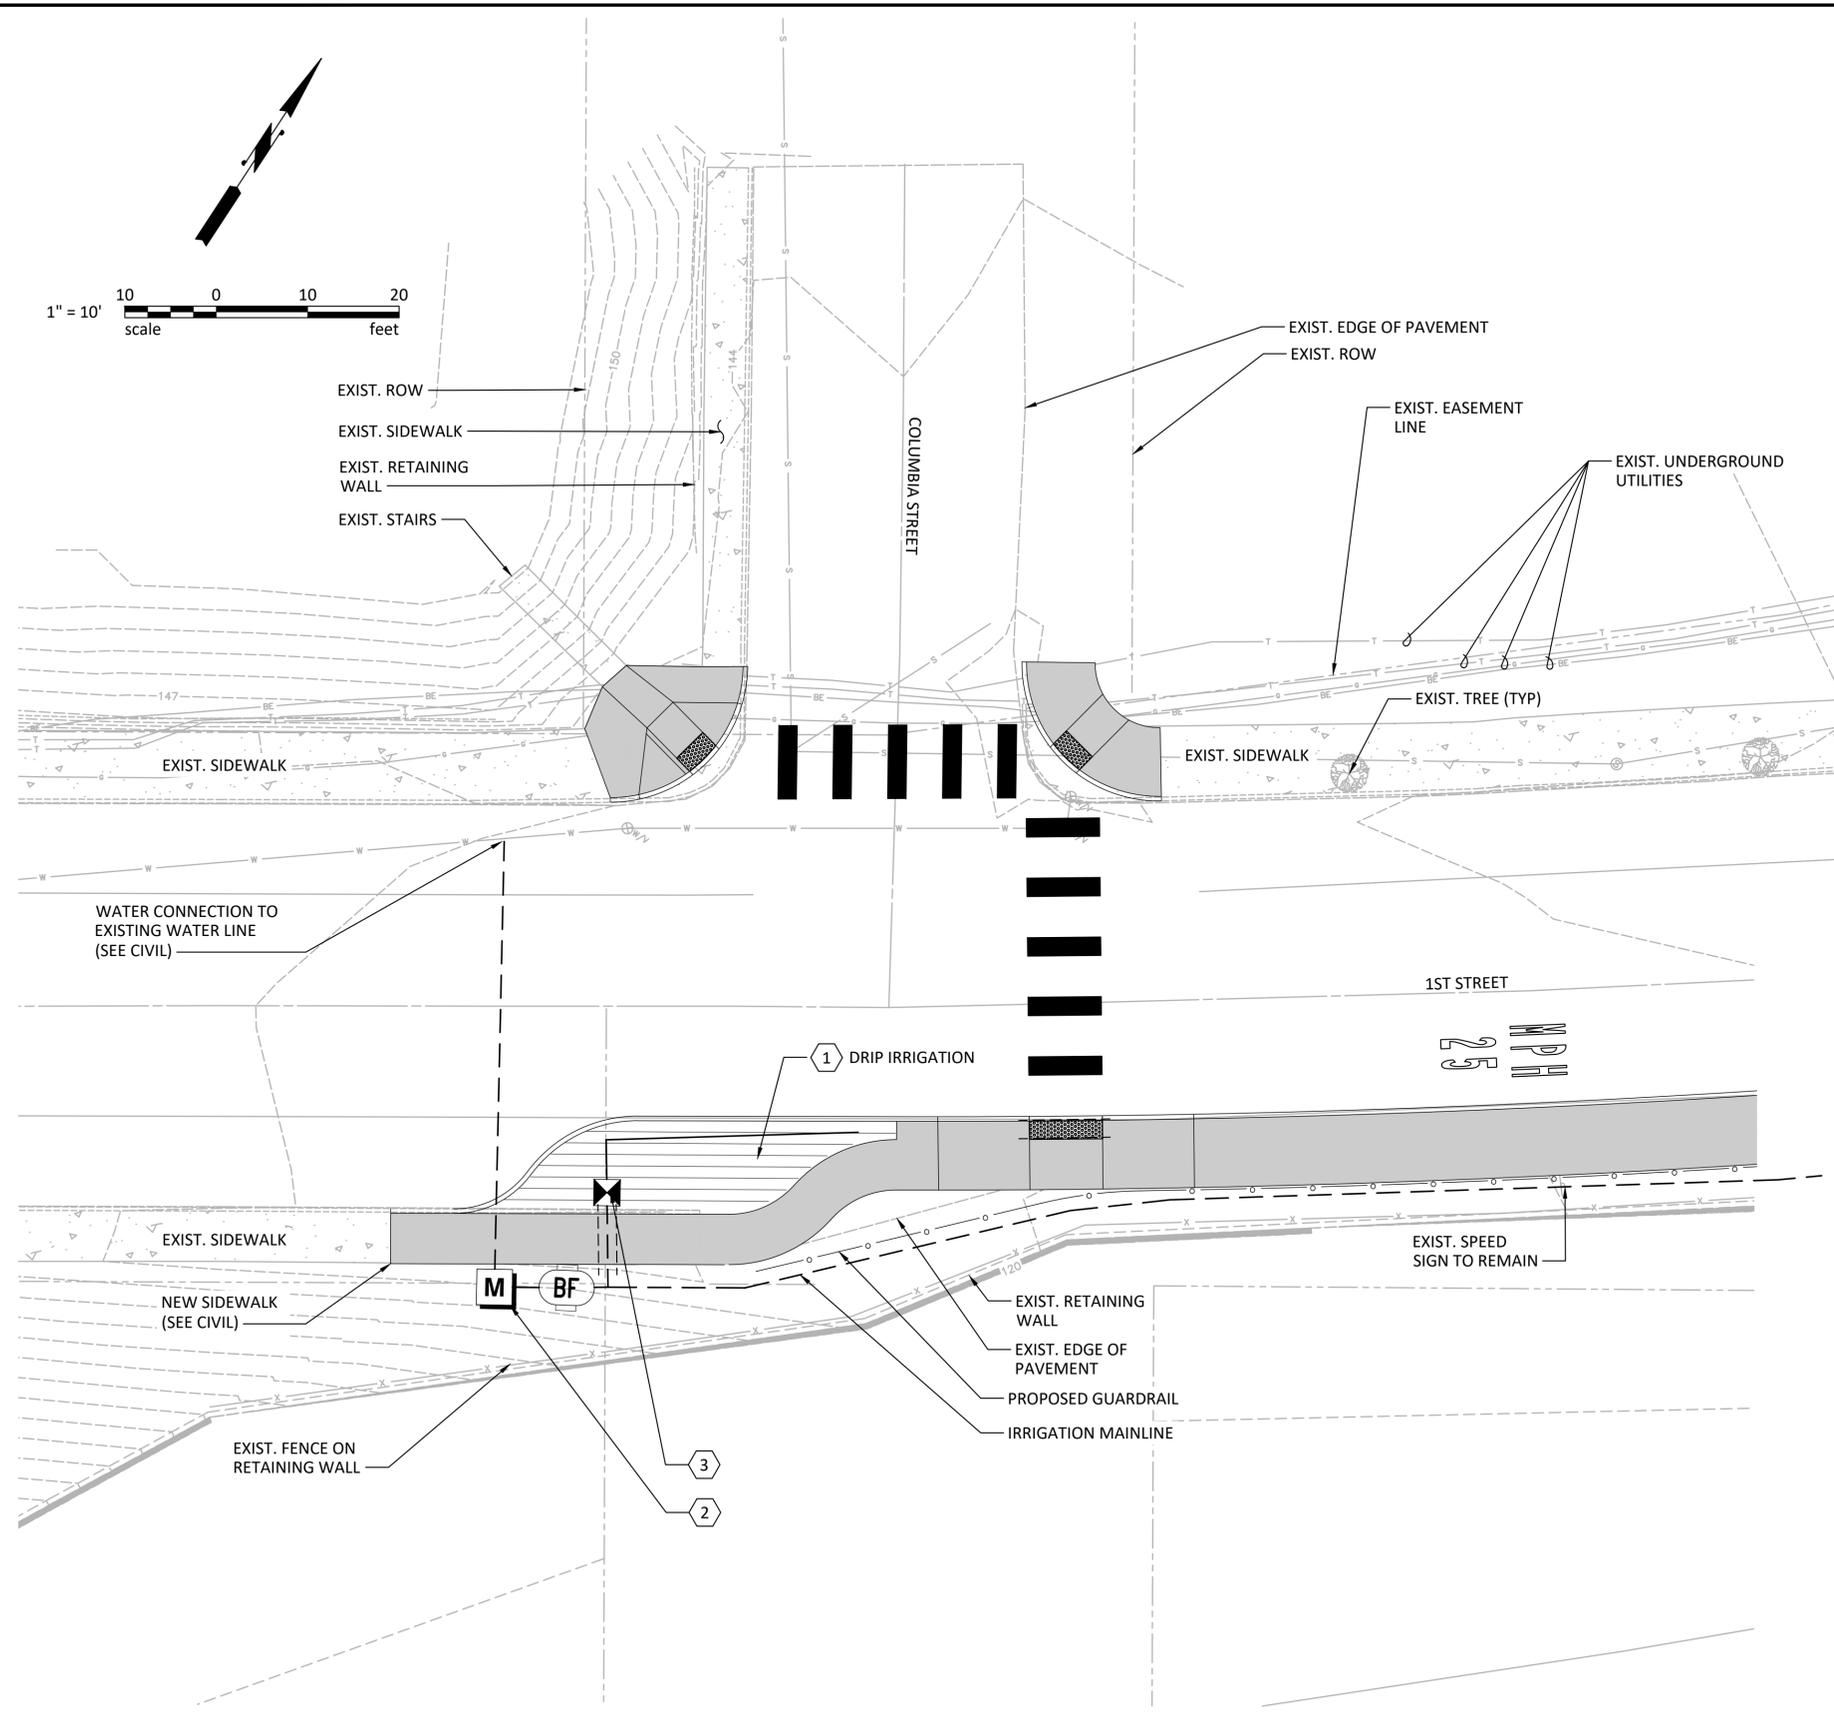 10 0 10 20
1" = 10'
scale feet
EXIST. ROW
EXIST. SIDEWALK
EXIST. RETAINING
WALL
EXIST. STAIRS
150
144
147
COLUMBIA STREET
EXIST. EDGE OF PAVEMENT
EXIST. ROW
EXIST. EASEMENT
LINE
EXIST. UNDERGROUND
UTILITIES
EXIST. TREE (TYP)
EXIST. SIDEWALK
EXIST. SIDEWALK
WATER CONNECTION TO
EXISTING WATER LINE
(SEE CIVIL)
1ST STREET
25
MPH
1 DRIP IRRIGATION
EXIST. SIDEWALK
M
BF
NEW SIDEWALK
(SEE CIVIL)
120
EXIST. SPEED
SIGN TO REMAIN
EXIST. RETAINING
WALL
EXIST. EDGE OF
PAVEMENT
PROPOSED GUARDRAIL
IRRIGATION MAINLINE
EXIST. FENCE ON
RETAINING WALL
3
2